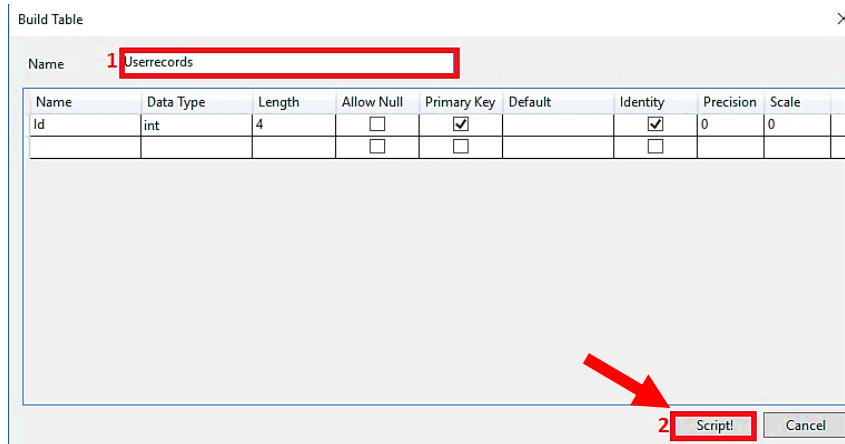 Build Table
Name 1 Userrecords
Name Data Type Length Allow Null Primary Key Default Identity Precision Scale
Id int 4 0 0
2 Script! Cancel